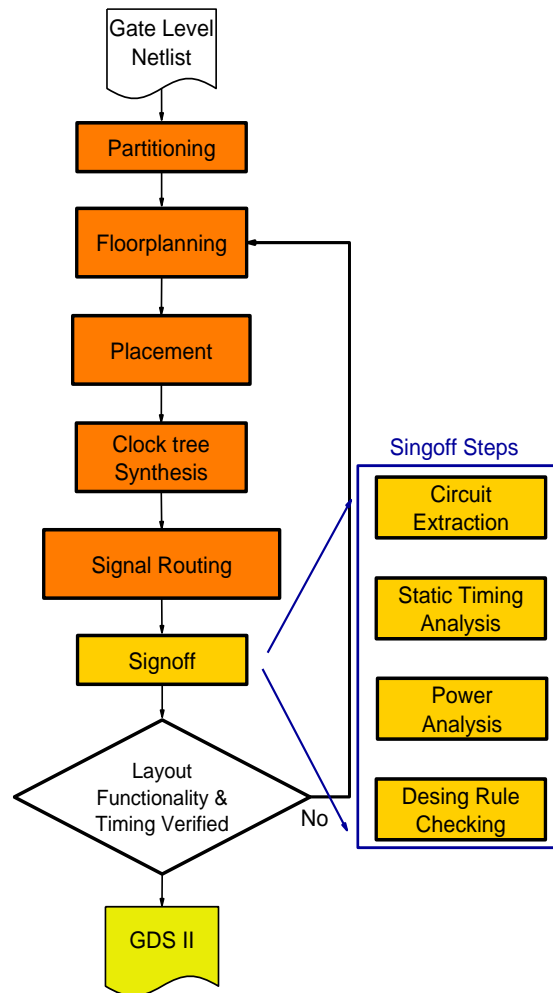 Gate Level
Netlist
Partitioning
Floorplanning
Placement
Clock tree
Synthesis
Signal Routing
Signoff
Layout
Functionality &
Timing Verified
No
GDS II
Singoff Steps
Circuit
Extraction
Static Timing
Analysis
Power
Analysis
Desing Rule
Checking